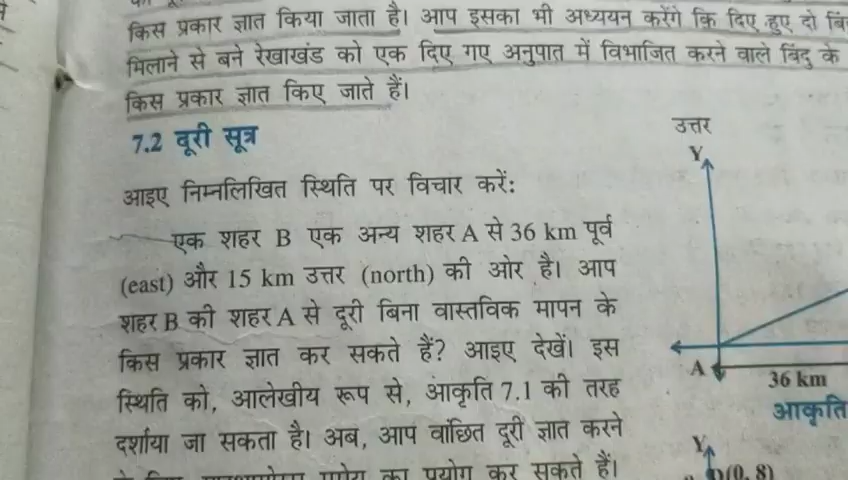 किस प्रकार ज्ञात किया जाता है। आप इसका भी अध्ययन करेंगे कि दिए हुए दो
मिलाने से बने रेखाखंड को एक दिए गए अनुपात में विभाजित करने वाले बिंदु के
किस प्रकार ज्ञात किए जाते हैं।
7.2 दूरी सूत्र
आइए निम्नलिखित स्थिति पर विचार करें:
एक शहर B एक अन्य शहर A से 36 km पूर्व
(east) और 15 km उत्तर (north) की ओर है। आप
शहर B की शहर A से दूरी बिना वास्तविक मापन के
किस प्रकार ज्ञात कर सकते हैं? आइए देखें। इस
स्थिति को, आलेखीय रूप से, आकृति 7.1 की तरह
दर्शाया जा सकता है। अब, आप वांछित दूरी ज्ञात करने
का प्रयोग कर सकते हैं।
उत्तर
Y
A
36 km
आकृति
Y
(0, 8)